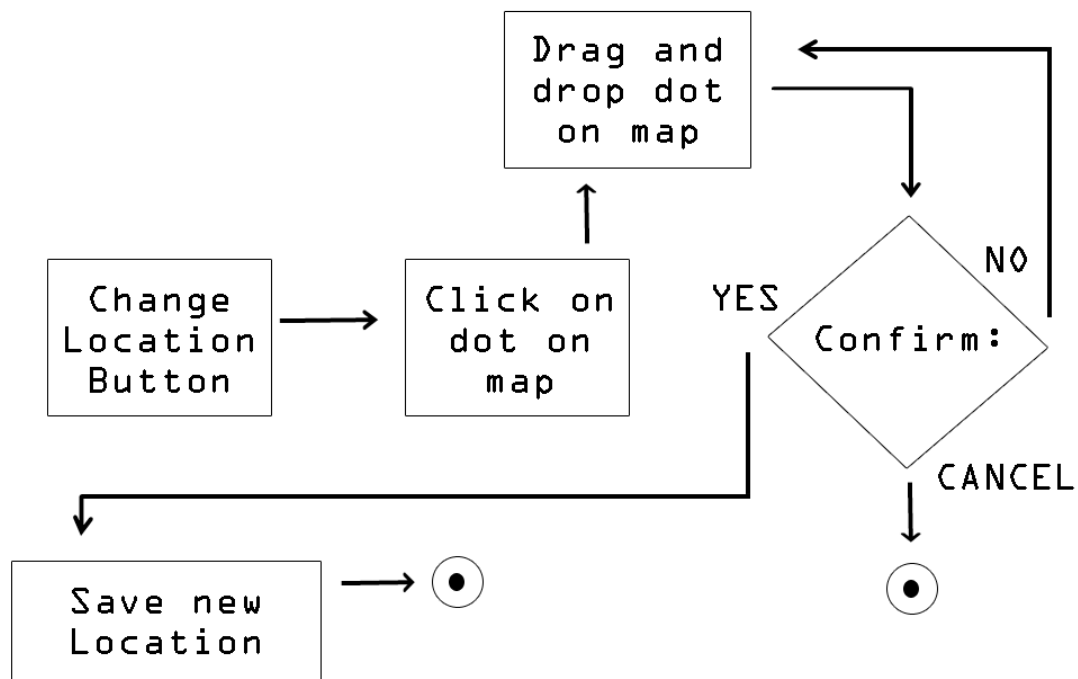 Drag and
drop dot
on map
Change
Location
Button
Click on
dot on
map
YES
NO
Confirm:
CANCEL
Save new
Location